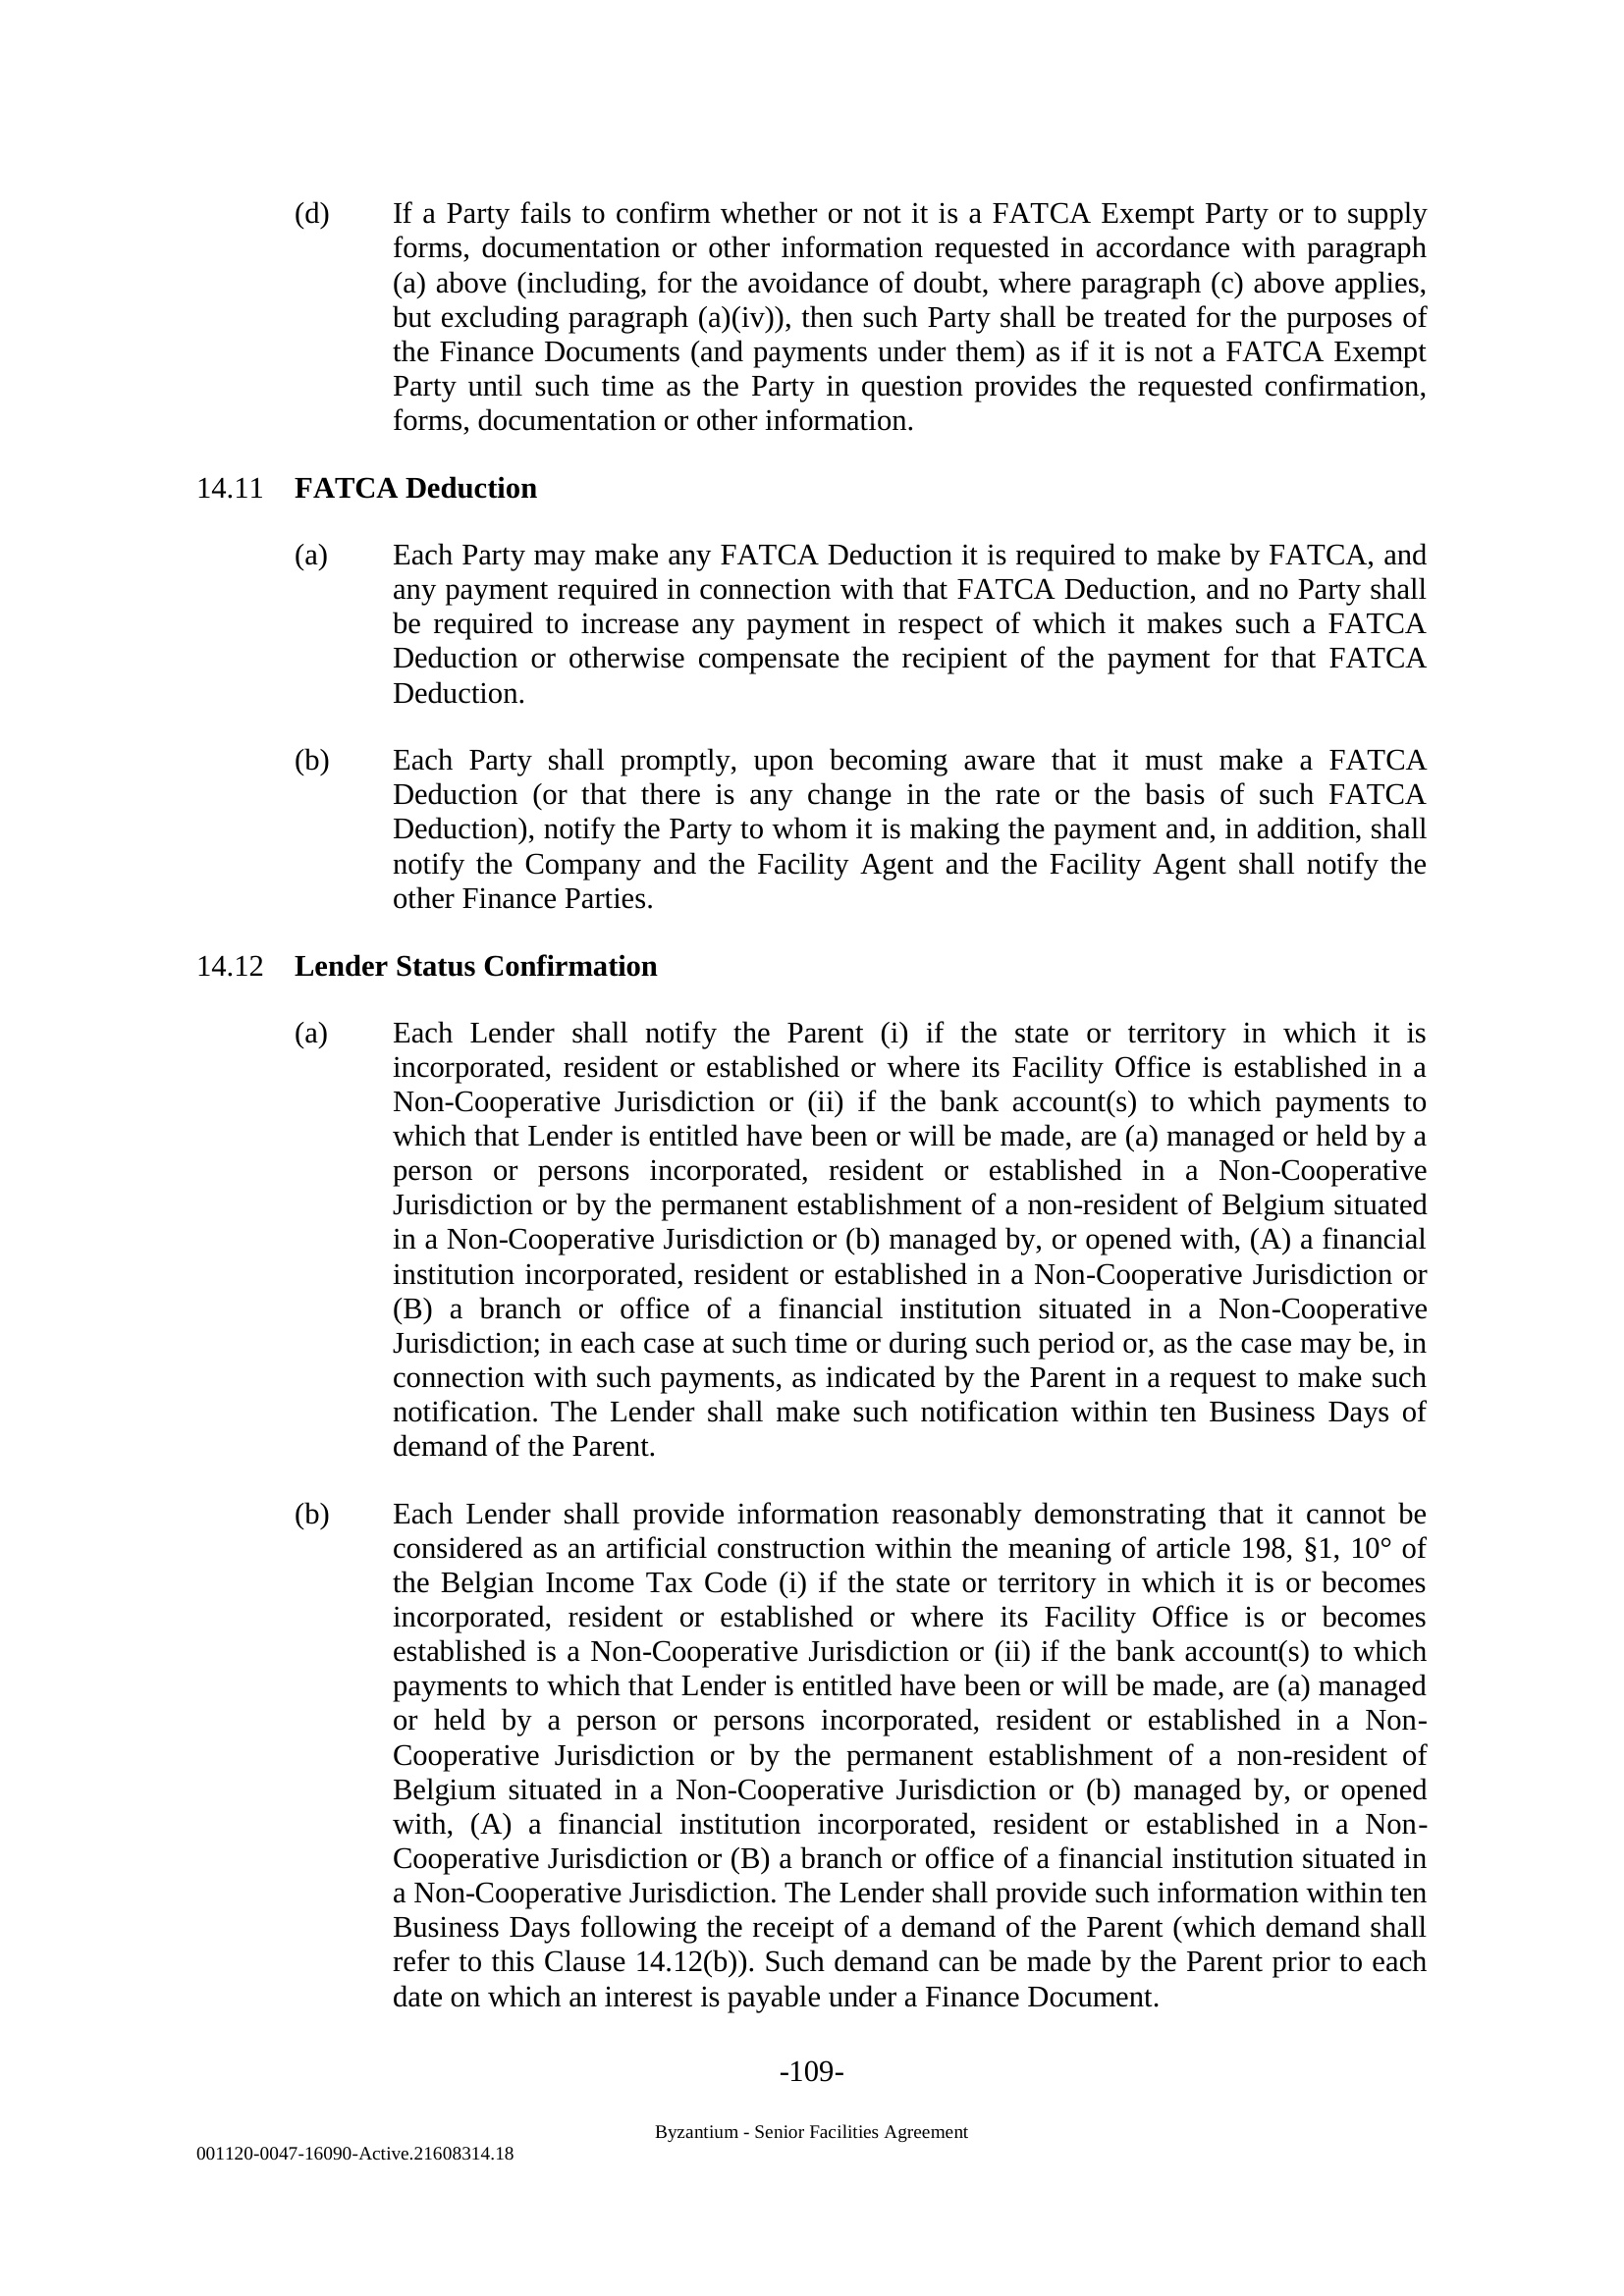 (d) If a Party fails to confirm whether or not it is a FATCA Exempt Party or to supply
forms, documentation or other information requested in accordance with paragraph
(a) above (including, for the avoidance of doubt, where paragraph (c) above applies,
but excluding paragraph (a)(iv)), then such Party shall be treated for the purposes of
the Finance Documents (and payments under them) as if it is not a FATCA Exempt
Party until such time as the Party in question provides the requested confirmation,
forms, documentation or other information.
14.11 FATCA Deduction
(a) Each Party may make any FATCA Deduction it is required to make by FATCA, and
any payment required in connection with that FATCA Deduction, and no Party shall
be required to increase any payment in respect of which it makes such a FATCA
Deduction or otherwise compensate the recipient of the payment for that FATCA
Deduction.
(b) Each Party shall promptly, upon becoming aware that it must make a FATCA
Deduction (or that there is any change in the rate or the basis of such FATCA
Deduction), notify the Party to whom it is making the payment and, in addition, shall
notify the Company and the Facility Agent and the Facility Agent shall notify the
other Finance Parties.
14.12 Lender Status Confirmation
(a) Each Lender shall notify the Parent (i) if the state or territory in which it is
incorporated, resident or established or where its Facility Office is established in a
Non-Cooperative Jurisdiction or (ii) if the bank account(s) to which payments to
which that Lender is entitled have been or will be made, are (a) managed or held by a
person or persons incorporated, resident or established in a Non-Cooperative
Jurisdiction or by the permanent establishment of a non-resident of Belgium situated
in a Non-Cooperative Jurisdiction or (b) managed by, or opened with, (A) a financial
institution incorporated, resident or established in a Non-Cooperative Jurisdiction or
(B) a branch or office of a financial institution situated in a Non-Cooperative
Jurisdiction; in each case at such time or during such period or, as the case may be, in
connection with such payments, as indicated by the Parent in a request to make such
notification. The Lender shall make such notification within ten Business Days of
demand of the Parent.
(b) Each Lender shall provide information reasonably demonstrating that it cannot be
considered as an artificial construction within the meaning of article 198, §1, 10° of
the Belgian Income Tax Code (i) if the state or territory in which it is or becomes
incorporated, resident or established or where its Facility Office is or becomes
established is a Non-Cooperative Jurisdiction or (ii) if the bank account(s) to which
payments to which that Lender is entitled have been or will be made, are (a) managed
or held by a person or persons incorporated, resident or established in a Non-
Cooperative Jurisdiction or by the permanent establishment of a non-resident of
Belgium situated in a Non-Cooperative Jurisdiction or (b) managed by, or opened
with, (A) a financial institution incorporated, resident or established in a Non-
Cooperative Jurisdiction or (B) a branch or office of a financial institution situated in
a Non-Cooperative Jurisdiction. The Lender shall provide such information within ten
Business Days following the receipt of a demand of the Parent (which demand shall
refer to this Clause 14.12(b)). Such demand can be made by the Parent prior to each
date on which an interest is payable under a Finance Document.
-109-
Byzantium - Senior Facilities Agreement
001120-0047-16090-Active.21608314.18